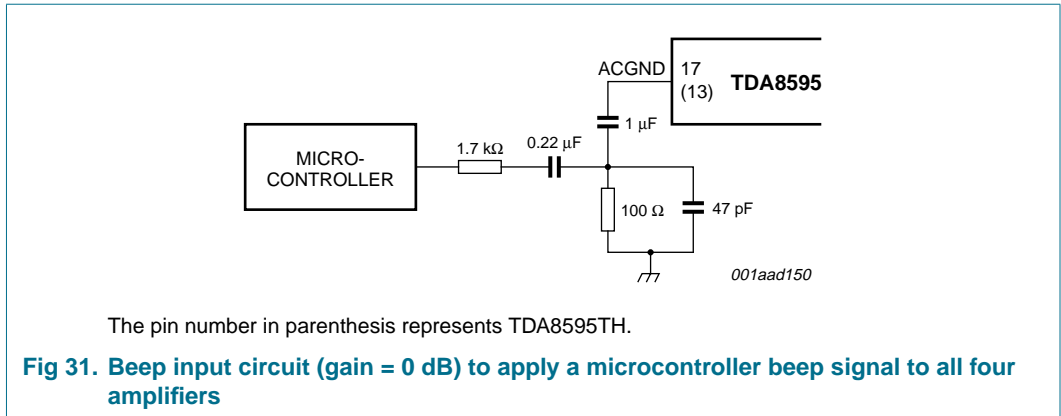 ACGND
17
(13)
TDA8595
1 μF
0.22 μF
1.7 kΩ
MICRO-
CONTROLLER
100 Ω
47 pF
001aad150
The pin number in parenthesis represents TDA8595TH.
Fig 31. Beep input circuit (gain = 0 dB) to apply a microcontroller beep signal to all four
amplifiers